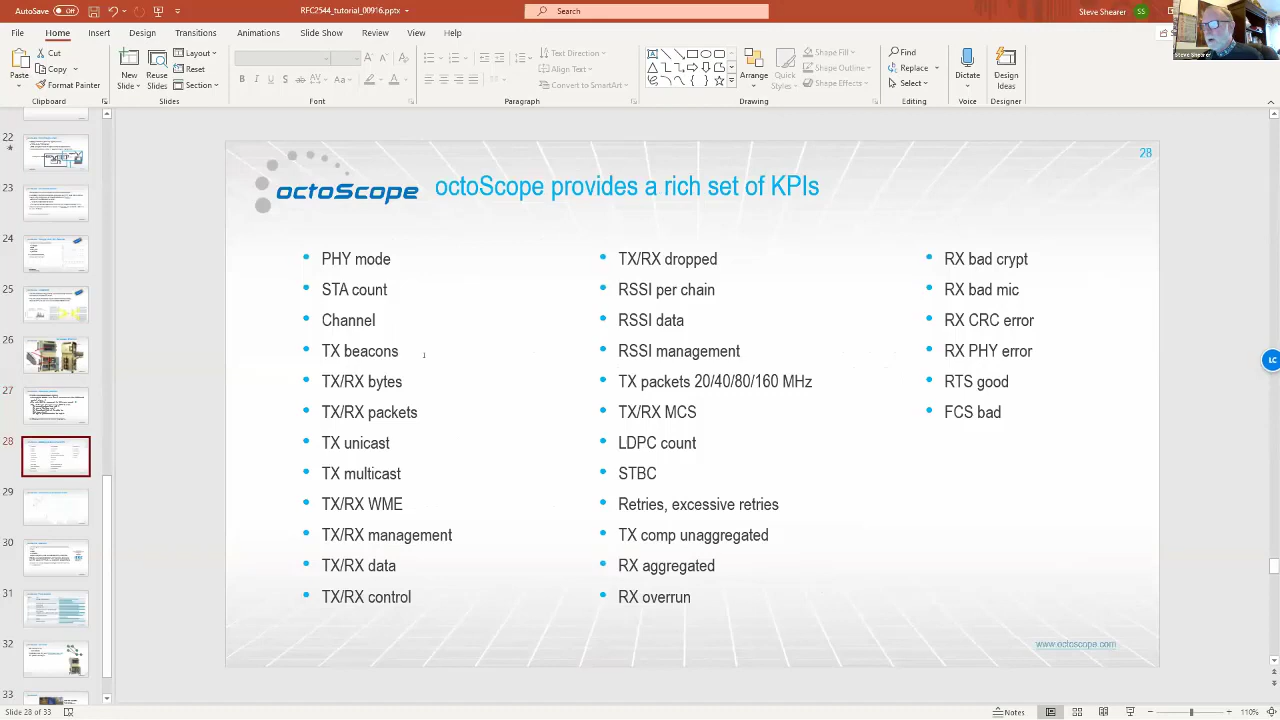 AutoSave Off
RFC2544_tutorial_00916.pptx
Search
Steve Shearer SS
File Home Insert Design Transitions Animations Slide Show Review View Help
Paste
Cut
Copy
Format Painter
Clipboard
New Slide
Reuse Slides
Layout
Reset
Section
Slides
Font
Text Direction
Align Text
Convert to SmartArt
Paragraph
Arrange
Quick Styles
Shape Fill
Shape Outline
Shape Effects
Drawing
Find
Replace
Select
Editing
Dictate
Voice
Design Ideas
Designer
Steve Shearer
22
23
24
25
26
28
29
30
31
32
33
28
octoScope
octoScope provides a rich set of KPIs
PHY mode
STA count
Channel
TX beacons
TX/RX bytes
TX/RX packets
TX unicast
TX multicast
TX/RX WME
TX/RX management
TX/RX data
TX/RX control
TX/RX dropped
RSSI per chain
RSSI data
RSSI management
TX packets 20/40/80/160 MHz
TX/RX MCS
LDPC count
STBC
Retries, excessive retries
TX comp unaggregated
RX aggregated
RX overrun
RX bad crypt
RX bad mic
RX CRC error
RX PHY error
RTS good
FCS bad
www.octoscope.com
LC
Slide 28 of 33
Notes
110%